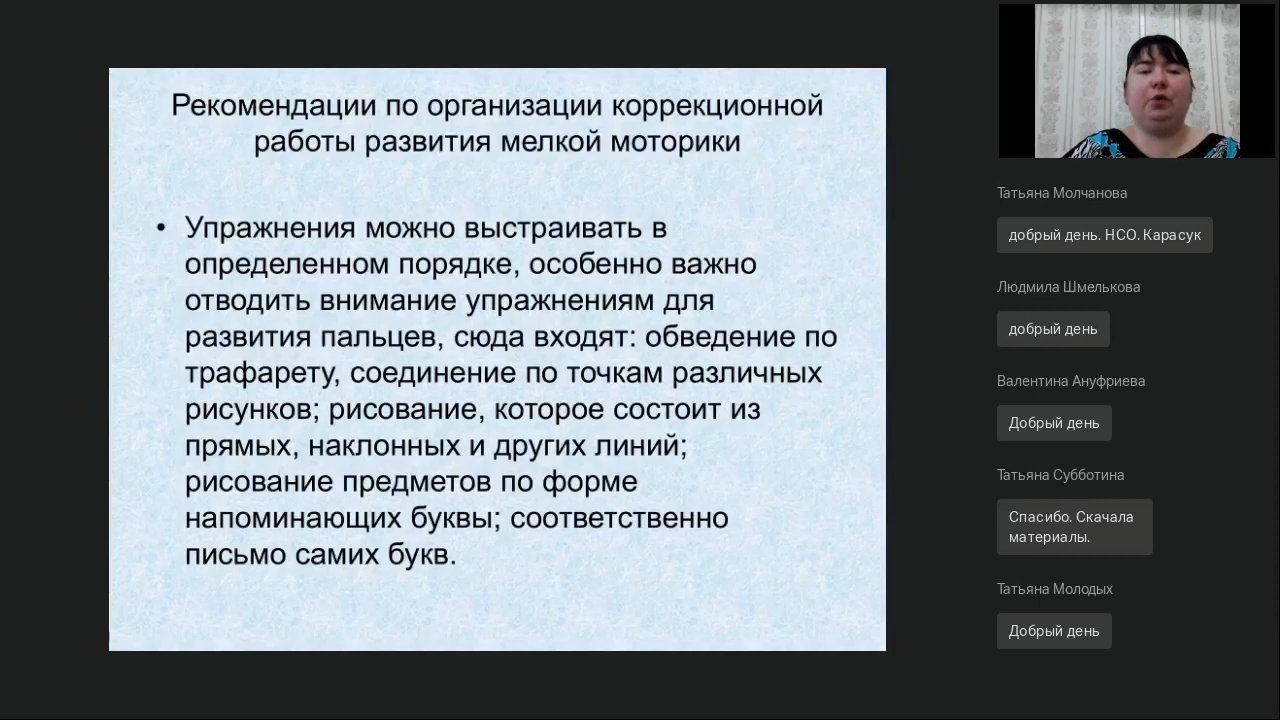 Рекомендации по организации коррекционной
работы развития мелкой моторики
• Упражнения можно выстраивать в
определенном порядке, особенно важно
отводить внимание упражнениям для
развития пальцев, сюда входят: обведение по
трафарету, соединение по точкам различных
рисунков; рисование, которое состоит из
прямых, наклонных и других линий;
рисование предметов по форме
напоминающих буквы; соответственно
письмо самих букв.
Татьяна Молчанова
добрый день. НСО. Карасук
Людмила Шмелькова
добрый день
Валентина Ануфриева
Добрый день
Татьяна Субботина
Спасибо. Скачала
материалы.
Татьяна Молодых
Добрый день